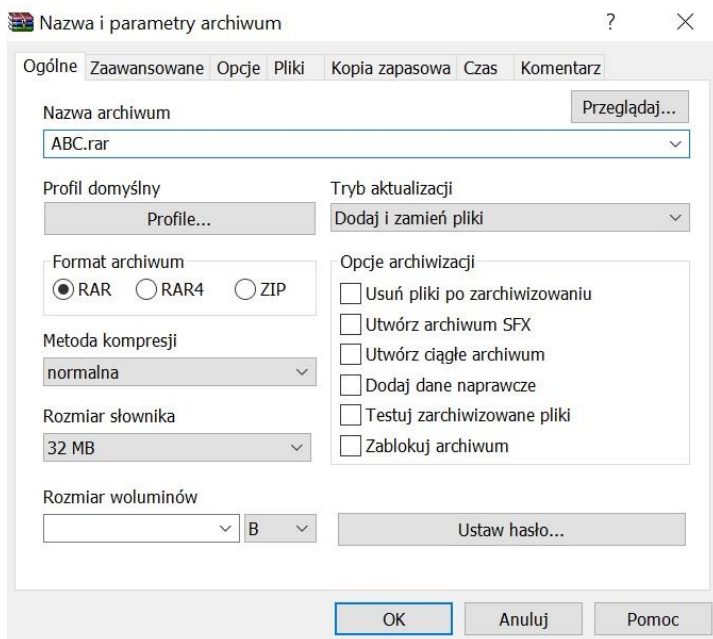 Nazwa i parametry archiwum ?
Ogólne Zaawansowane Opcje Pliki Kopia zapasowa Czas Komentarz
Nazwa archiwum
Przeglądaj...
ABC.rar
Profil domyślny
Profile...
Tryb aktualizacji
Dodaj i zamień pliki
Format archiwum
RAR RAR4 ZIP
Metoda kompresji
normalna
Rozmiar słownika
32 MB
Opcje archiwizacji
Usuń pliki po zarchiwizowaniu
Utwórz archiwum SFX
Utwórz ciągłe archiwum
Dodaj dane naprawcze
Testuj zarchiwizowane pliki
Zablokuj archiwum
Rozmiar woluminów
B
Ustaw hasło...
OK Anuluj Pomoc